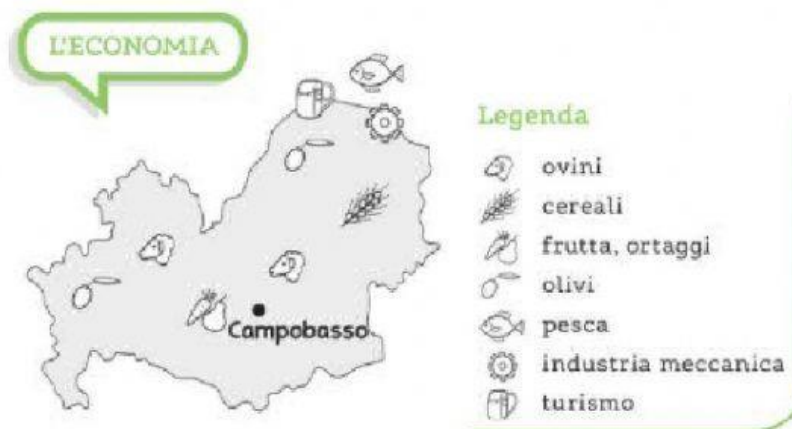 L'ECONOMIA
Campobasso
Legenda
ovini
cereali
frutta, ortaggi
olivi
pesca
industria meccanica
turismo